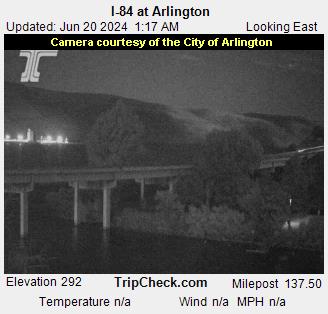 I-84 at Arlington
Updated: Jun 20 2024 1:17 AM Looking East
Camera courtesy of the City of Arlington
Elevation 292 TripCheck.com Milepost 137.50
Temperature n/a Wind n/a MPH n/a